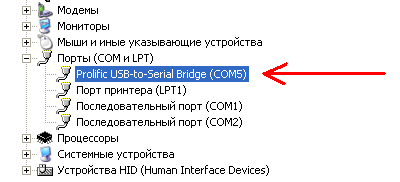 Модемы
Мониторы
Мыши и иные указывающие устройства
Порты (COM и LPT)
Prolific USB-to-Serial Bridge (COM5)
Порт принтера (LPT1)
Последовательный порт (COM1)
Последовательный порт (COM2)
Процессоры
Системные устройства
Устройства HID (Human Interface Devices)